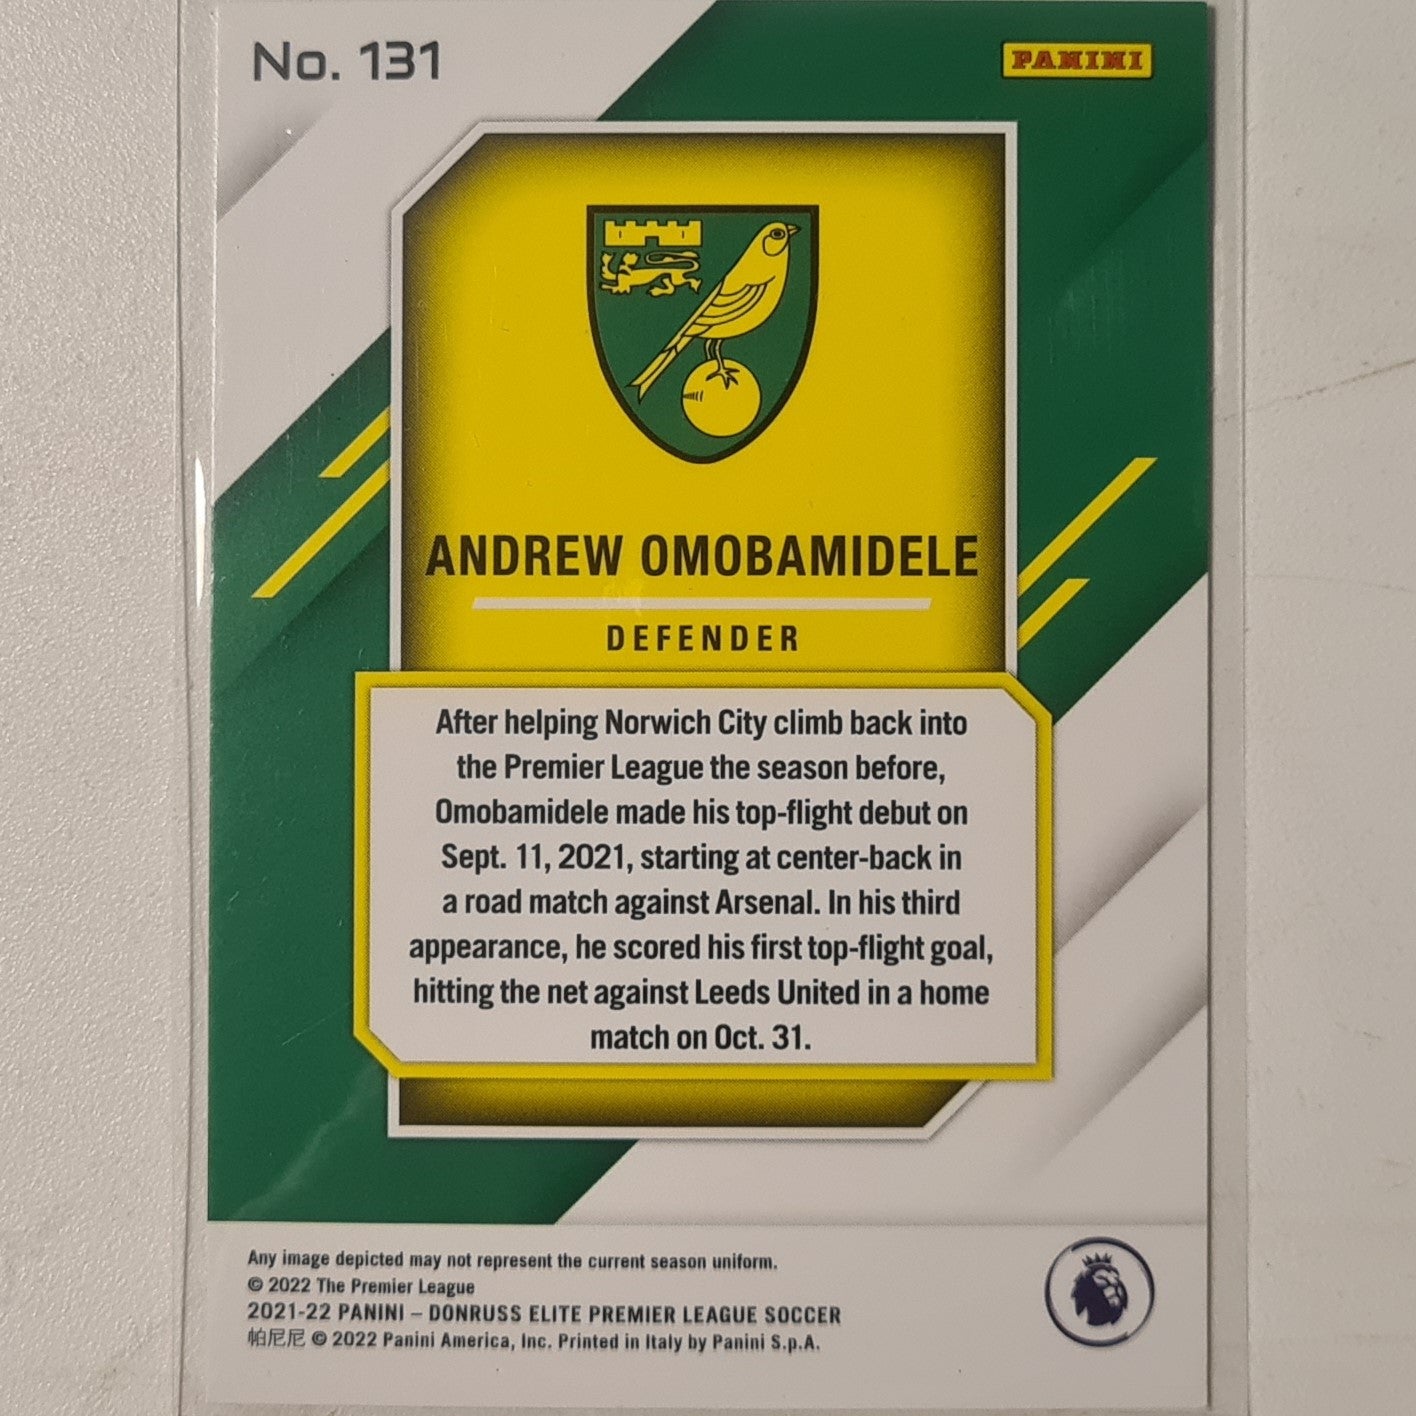 No. 131
PANINI
ANDREW OMOBAMIDELE
DEFENDER
After helping Norwich City climb back into
the Premier League the season before,
Omobamidele made his top-flight debut on
Sept. 11, 2021, starting at center-back in
a road match against Arsenal. In his third
appearance, he scored his first top-flight goal,
hitting the net against Leeds United in a home
match on Oct. 31.
Any image depicted may not represent the current season uniform.
© 2022 The Premier League
2021-22 PANINI – DONRUSS ELITE PREMIER LEAGUE SOCCER
帕尼尼 © 2022 Panini America, Inc. Printed in Italy by Panini S.p.A.